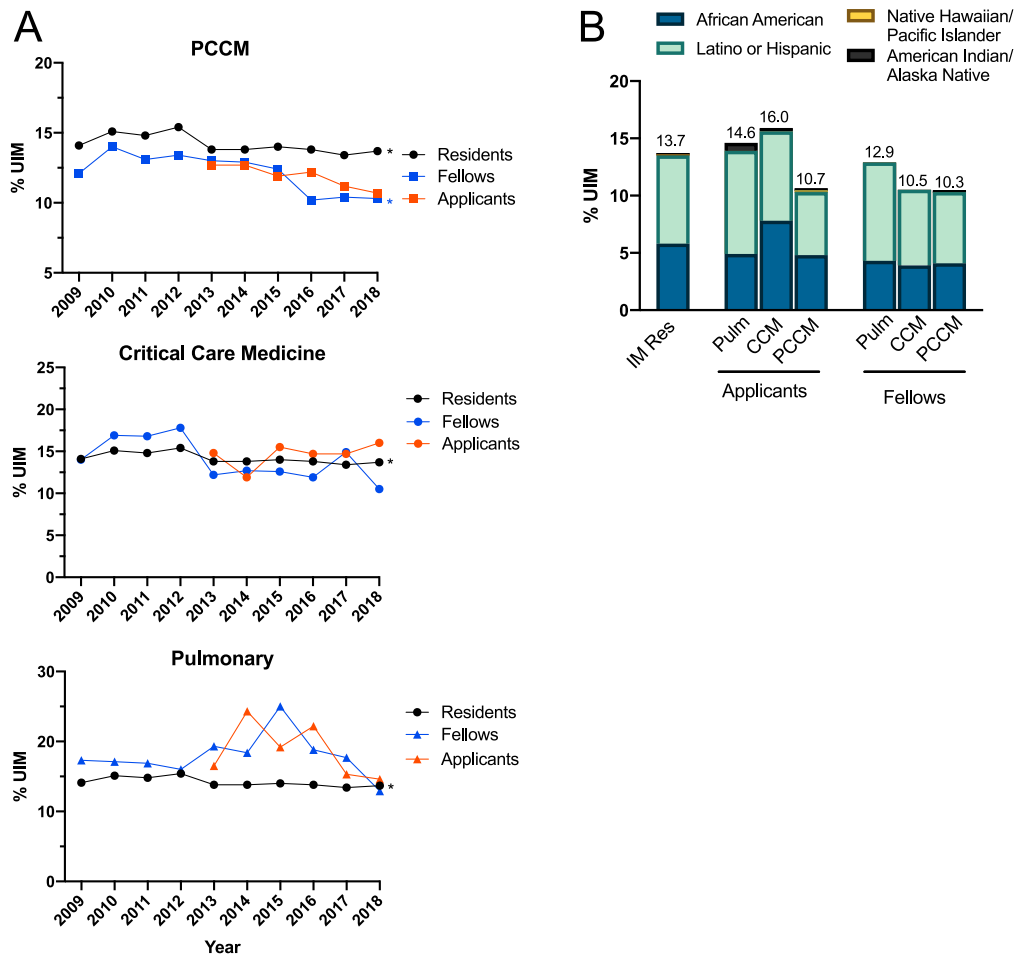 A
PCCM
20
15
10
5
% UIM
2009
2010
2011
2012
2013
2014
2015
2016
2017
2018
*
*
Residents
Fellows
Applicants
Critical Care Medicine
25
20
15
10
5
0
% UIM
2009
2010
2011
2012
2013
2014
2015
2016
2017
2018
*
Residents
Fellows
Applicants
Pulmonary
30
20
10
0
% UIM
2009
2010
2011
2012
2013
2014
2015
2016
2017
2018
*
Residents
Fellows
Applicants
Year
B
African American
Latino or Hispanic
Native Hawaiian/
Pacific Islander
American Indian/
Alaska Native
20
15
10
5
0
% UIM
13.7
14.6
16.0
10.7
12.9
10.5
10.3
IM Res
Pulm
CCM
PCCM
Pulm
CCM
PCCM
Applicants
Fellows